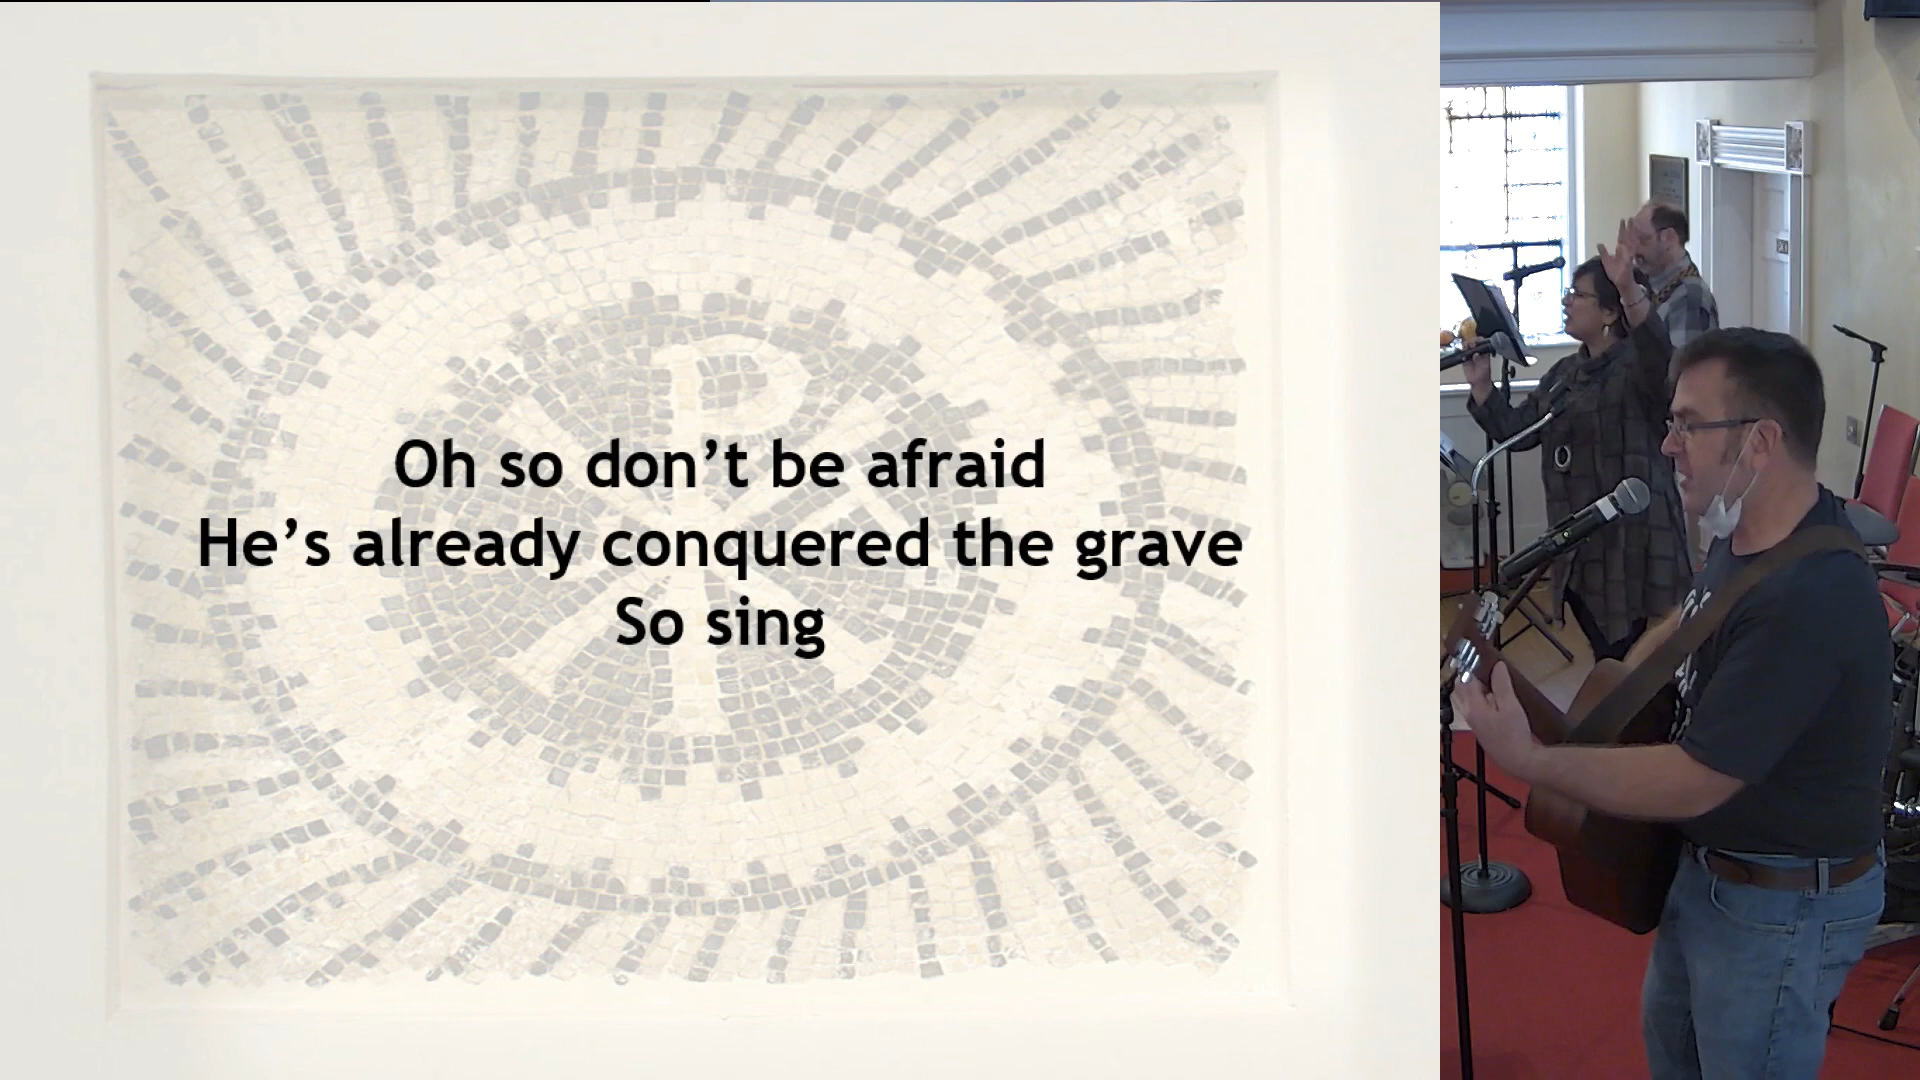 Oh so don’t be afraid
He’s already conquered the grave
So sing